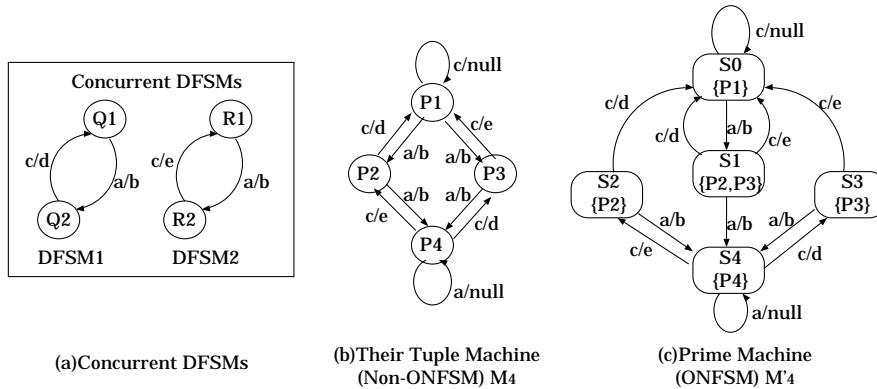 Concurrent DFSMs
Q1
R1
c/d
a/b
c/e
a/b
Q2
R2
DFSM1
DFSM2
(a)Concurrent DFSMs
c/null
P1
c/d
c/e
a/b
a/b
P2
P3
a/b
a/b
c/e
c/d
P4
a/null
(b)Their Tuple Machine
(Non-ONFSM) M4
c/null
S0
{P1}
c/d
a/b
c/e
c/d
c/e
S1
{P2,P3}
S2
{P2}
S3
{P3}
a/b
a/b
a/b
c/e
c/d
S4
{P4}
a/null
(c)Prime Machine
(ONFSM) M'4